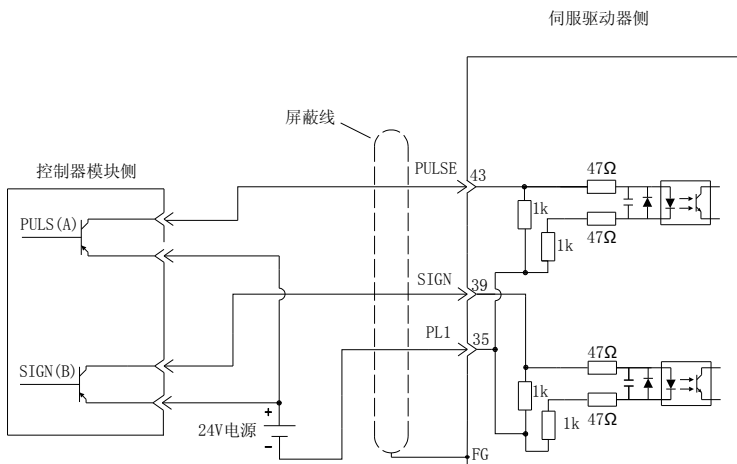 伺服驱动器侧
屏蔽线
控制器模块侧
PULSE
43
47Ω
PULS(A)
1k
1k
47Ω
SIGN
39
PL1
35
47Ω
SIGN(B)
1k
+
24V电源
-
1k
47Ω
FG